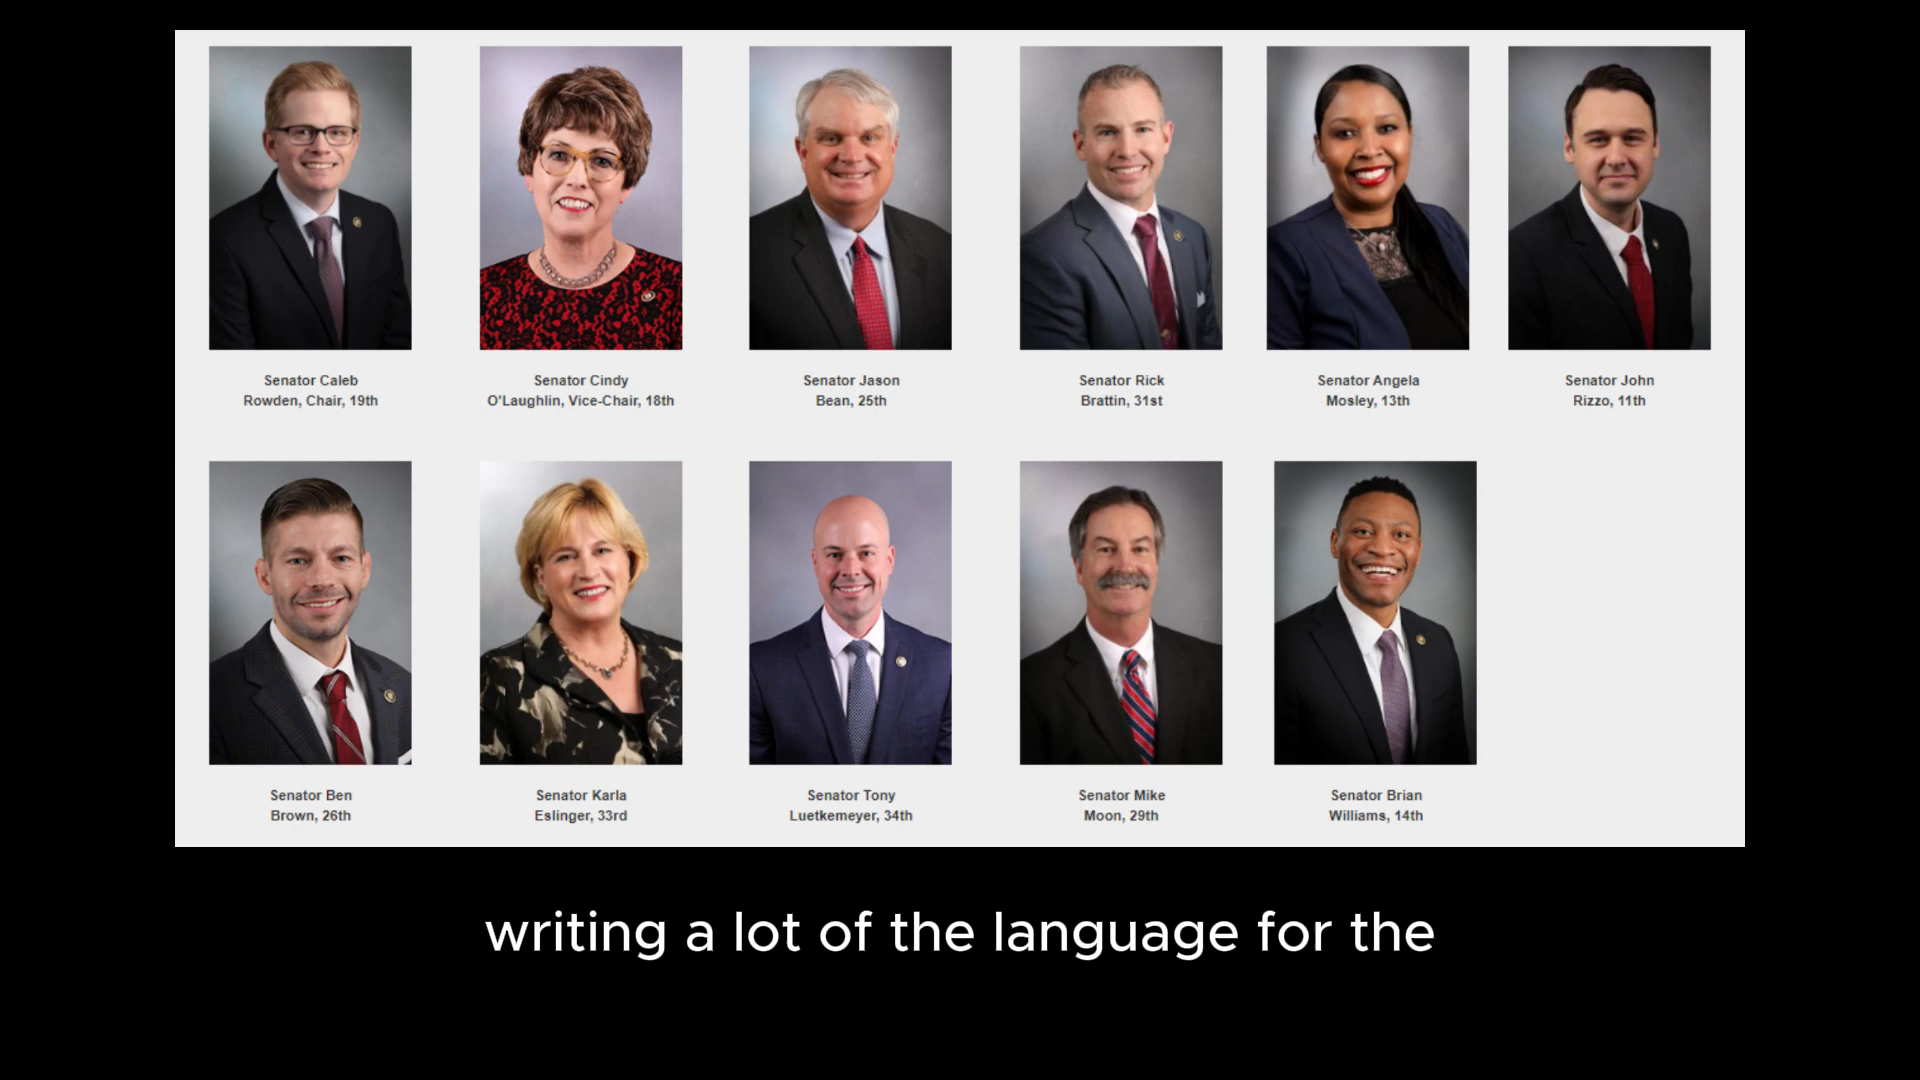 Senator Caleb
Rowden, Chair, 19th
Senator Cindy
O'Laughlin, Vice-Chair, 18th
Senator Jason
Bean, 25th
Senator Rick
Brattin, 31st
Senator Angela
Mosley, 13th
Senator John
Rizzo, 11th
Senator Ben
Brown, 26th
Senator Karla
Eslinger, 33rd
Senator Tony
Luetkemeyer, 34th
Senator Mike
Moon, 29th
Senator Brian
Williams, 14th
writing a lot of the language for the